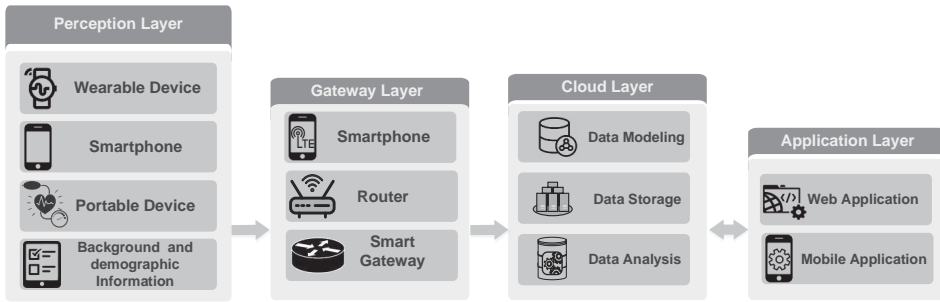 Perception Layer
Wearable Device
Smartphone
Portable Device
Background and
demographic
Information
Gateway Layer
Smartphone
LTE
Router
Smart
Gateway
Cloud Layer
Data Modeling
Data Storage
Data Analysis
Application Layer
Web Application
Mobile Application